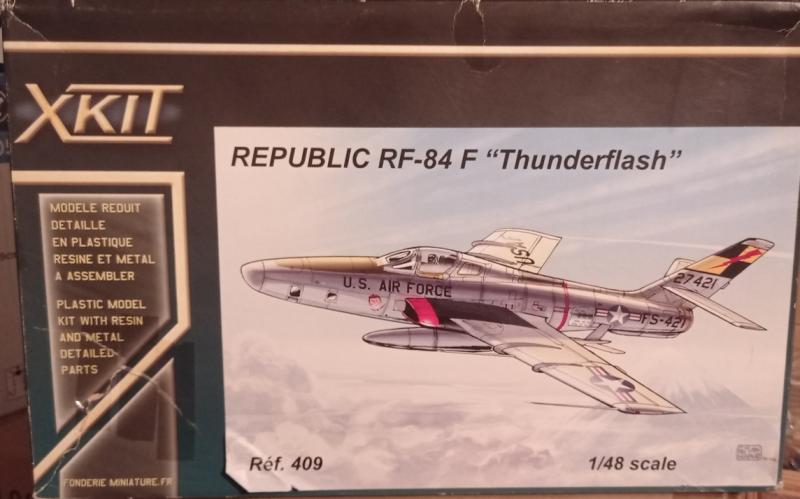 XKIT
REPUBLIC RF-84 F “Thunderflash”
MODELE REDUIT
DETAILLE
EN PLASTIQUE
RESINE ET METAL
A ASSEMBLER
PLASTIC MODEL
KIT WITH RESIN
AND METAL
DETAILED
PARTS
U.S. AIR FORCE
27421
FS-421
FONDERIE MINIATURE.FR
Réf. 409
1/48 scale